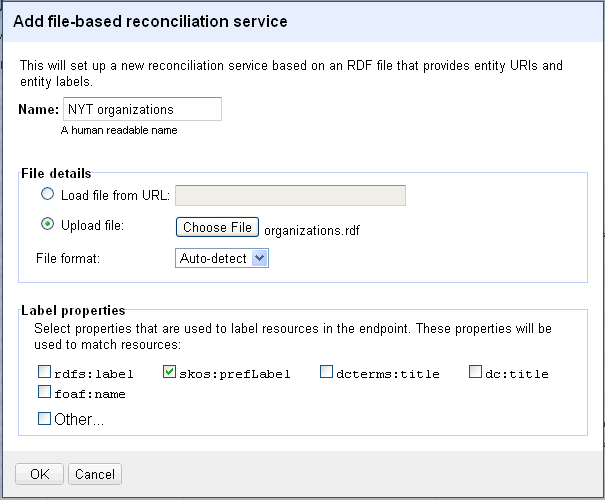 Add file-based reconciliation service
This will set up a new reconciliation service based on an RDF file that provides entity URIs and
entity labels.
Name: NYT organizations
A human readable name
File details
Load file from URL:
Upload file: Choose File organizations.rdf
File format: Auto-detect
Label properties
Select properties that are used to label resources in the endpoint. These properties will be
used to match resources:
rdfs:label skos:prefLabel dcterms:title dc:title
foaf:name
Other...
OK Cancel